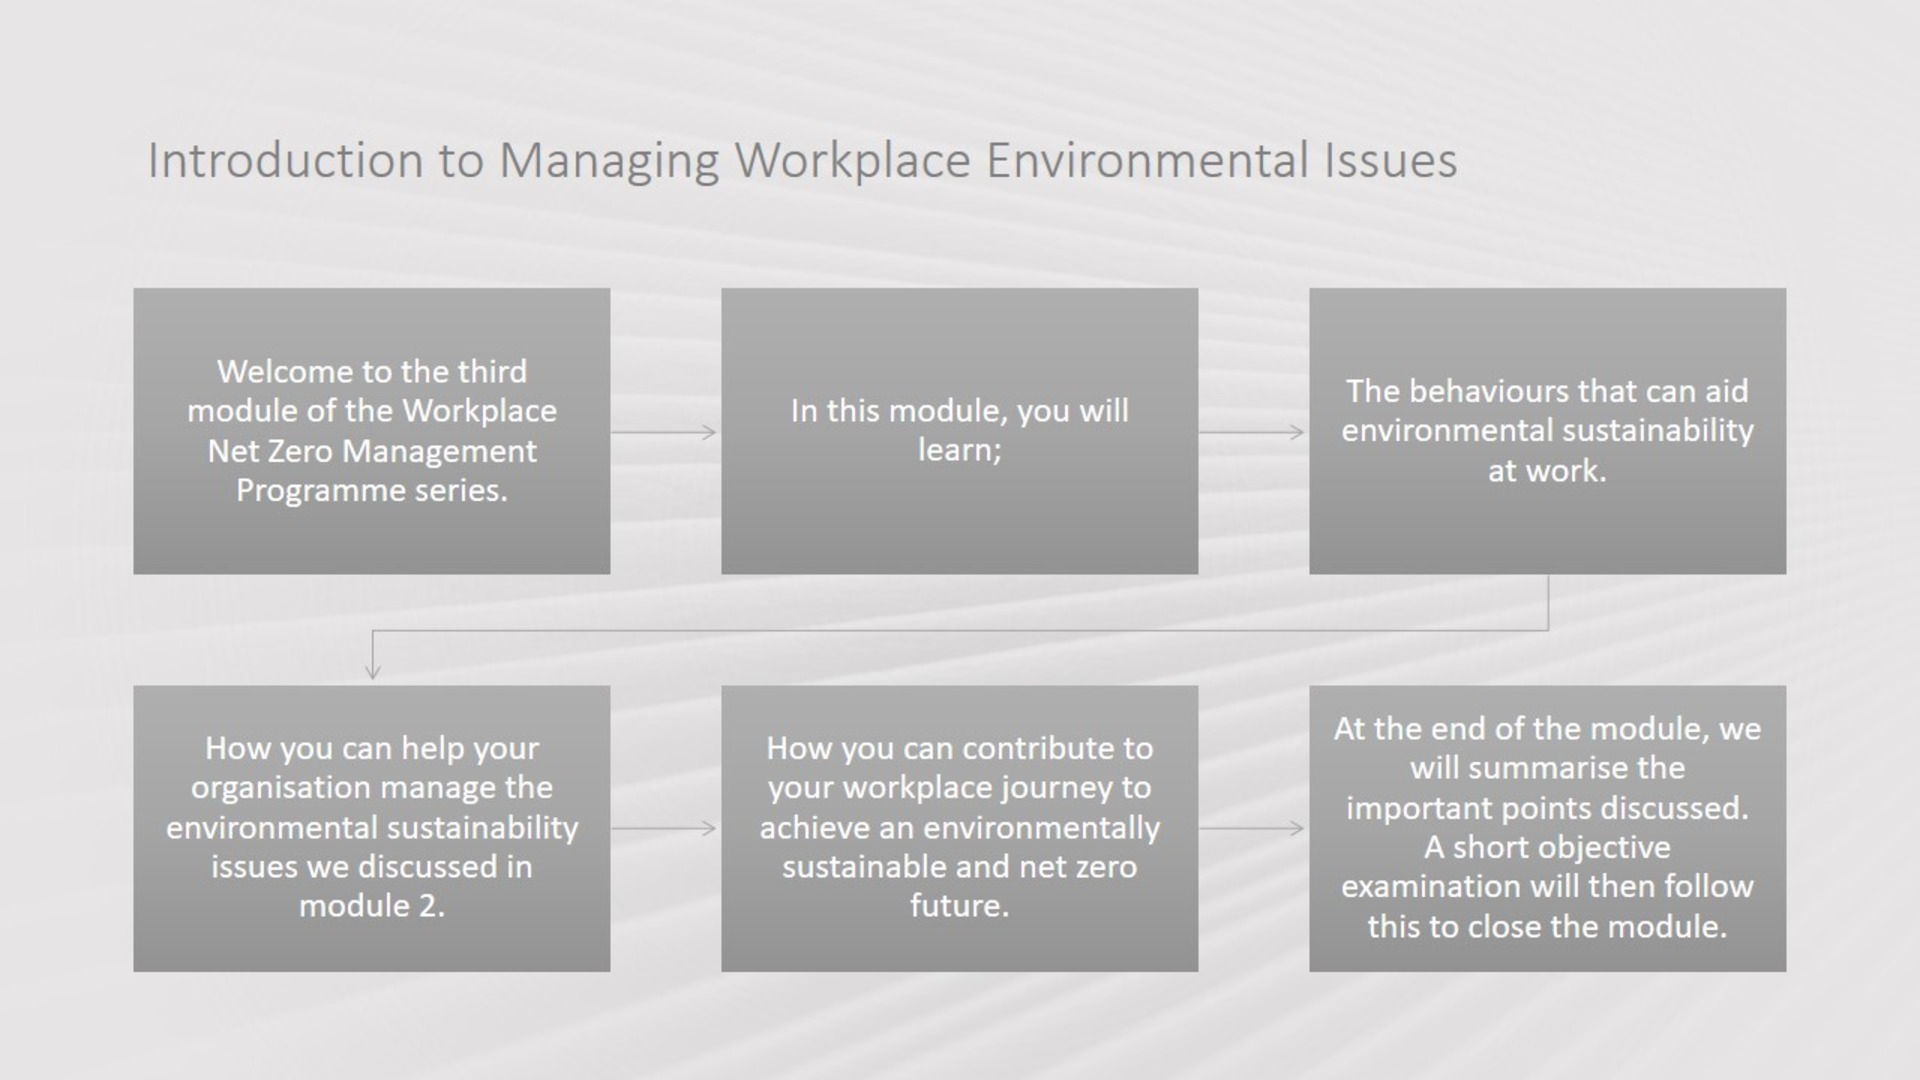 Introduction to Managing Workplace Environmental Issues
Welcome to the third
module of the Workplace
Net Zero Management
Programme series.
In this module, you will
learn;
The behaviours that can aid
environmental sustainability
at work.
How you can help your
organisation manage the
environmental sustainability
issues we discussed in
module 2.
How you can contribute to
your workplace journey to
achieve an environmentally
sustainable and net zero
future.
At the end of the module, we
will summarise the
important points discussed.
A short objective
examination will then follow
this to close the module.